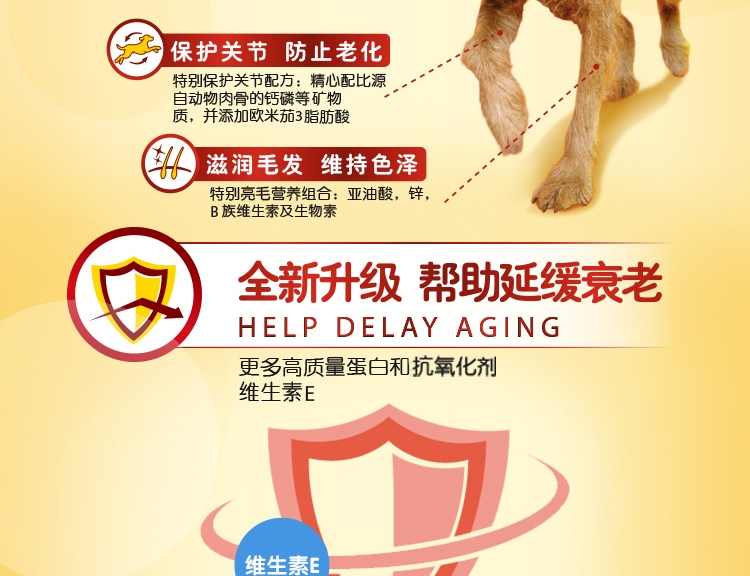 保护关节 防止老化
特别保护关节配方：精心配比源
自动物肉骨的钙磷等矿物
质，并添加欧米茄3脂肪酸
滋润毛发 维持色泽
特别亮毛营养组合：亚油酸，锌，
B族维生素及生物素
全新升级 帮助延缓衰老
HELP DELAY AGING
更多高质量蛋白和抗氧化剂
维生素E
维生素E